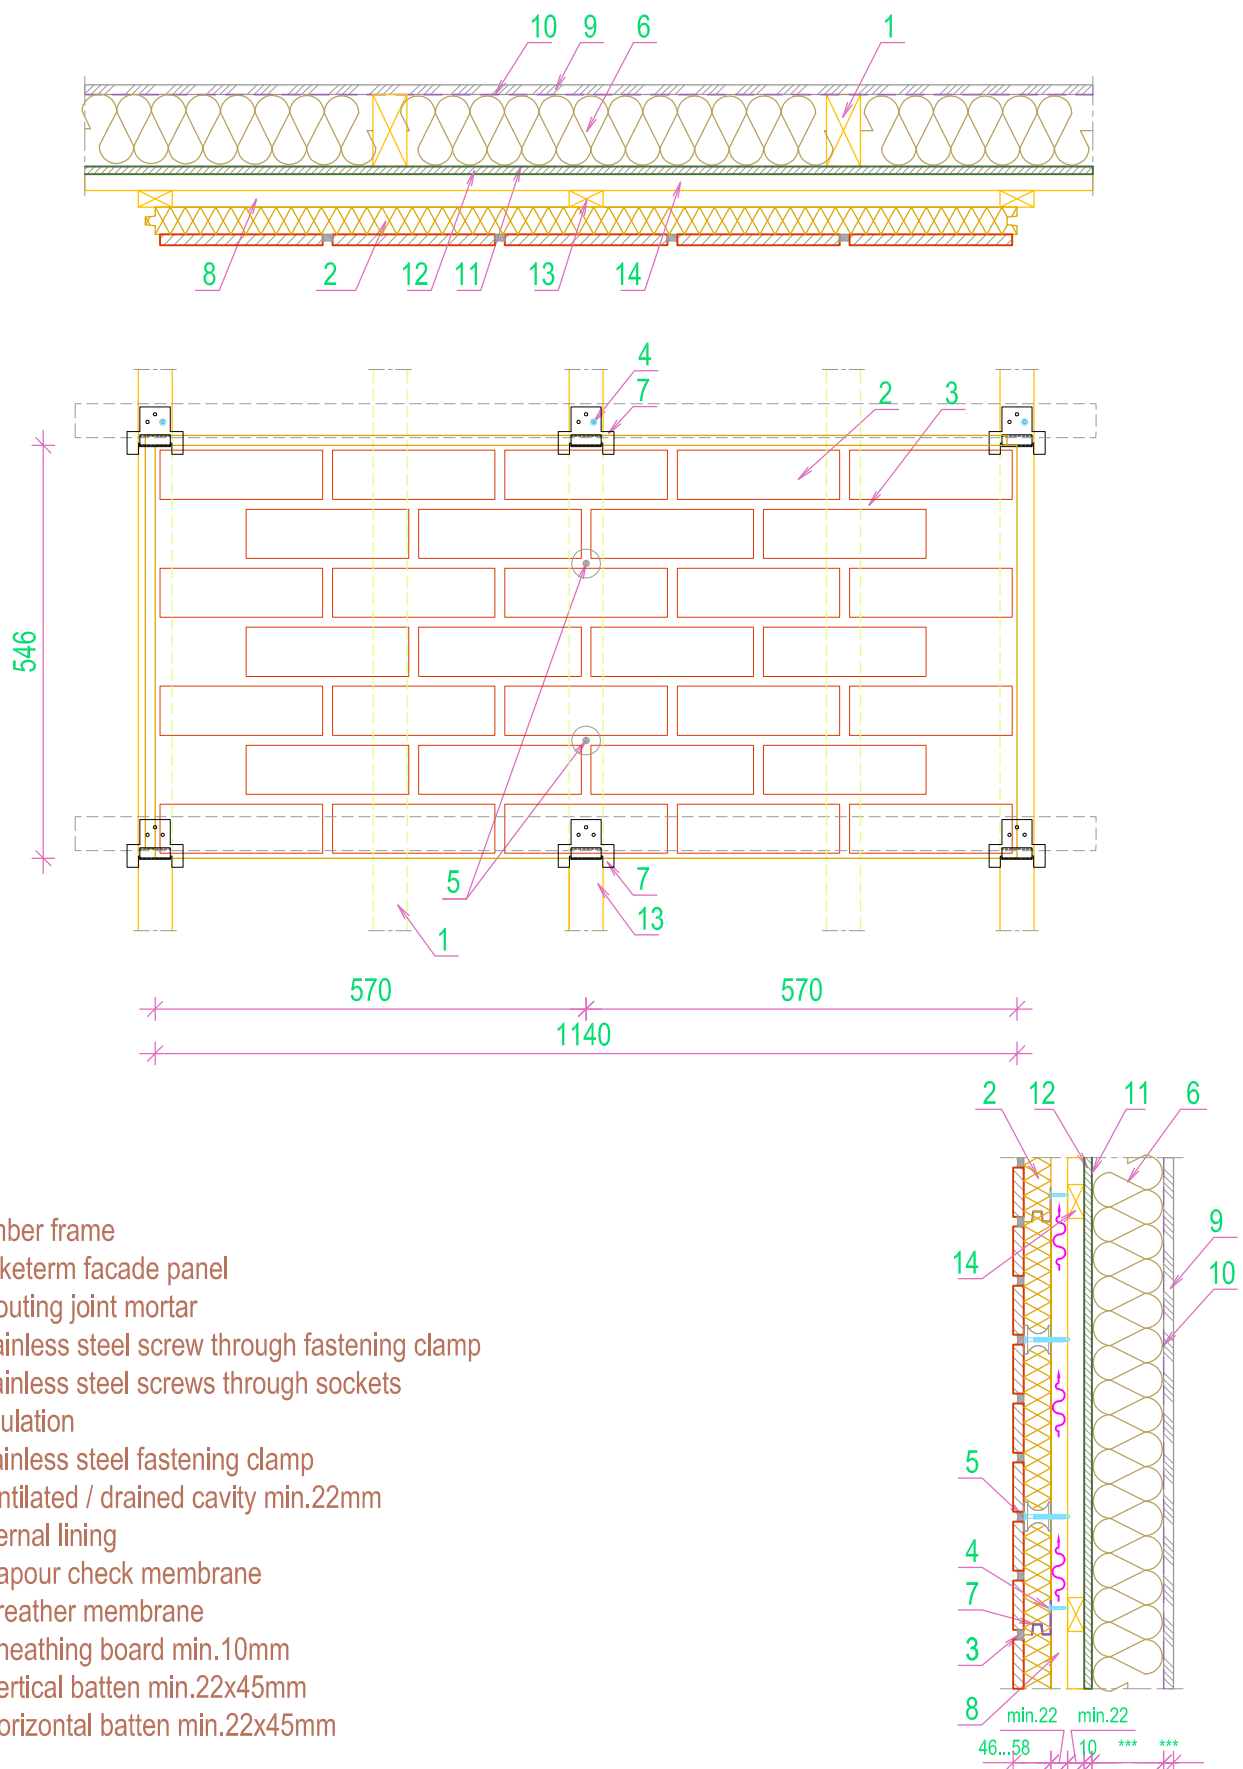 10 9 6 1
8 2 12 11 13 14
4
7
2 3
546
5
7
13
1
570 570
1140
2 12 11 6
9
14
10
5
4
7
3
8
min.22 min.22
46...58 10 *** ***
mber frame
keterm facade panel
outing joint mortar
ainless steel screw through fastening clamp
ainless steel screws through sockets
ulation
ainless steel fastening clamp
ntilated / drained cavity min.22mm
ernal lining
apour check membrane
reather membrane
heathing board min.10mm
ertical batten min.22x45mm
orizontal batten min.22x45mm